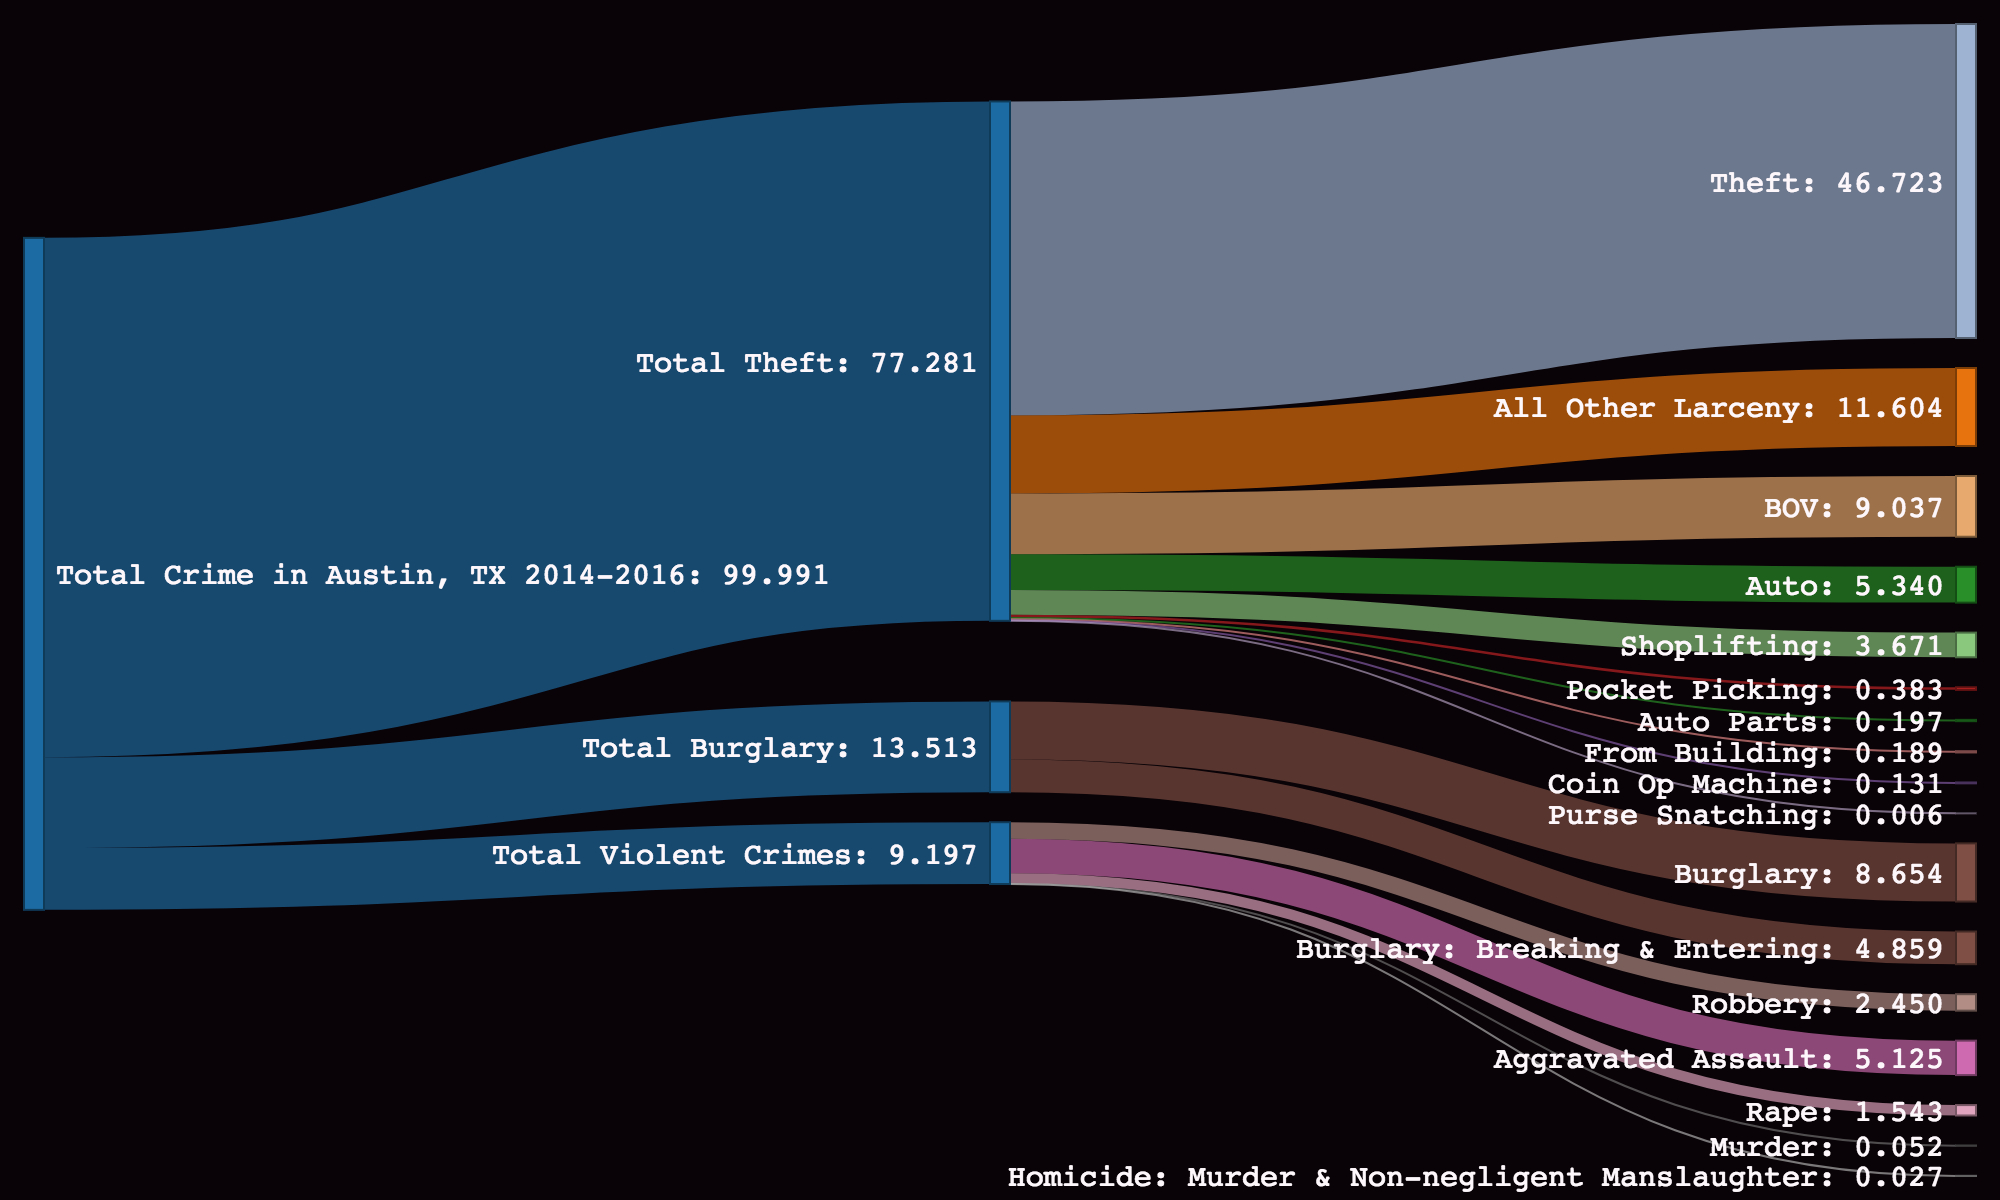 Theft: 46.723
Total Theft: 77.281
All Other Larceny: 11.604
BOV: 9.037
Total Crime in Austin, TX 2014-2016: 99.991
Auto: 5.340
Shoplifting: 3.671
Pocket Picking: 0.383
Auto Parts: 0.197
Total Burglary: 13.513
From Building: 0.189
Coin Op Machine: 0.131
Purse Snatching: 0.006
Total Violent Crimes: 9.197
Burglary: 8.654
Burglary: Breaking & Entering: 4.859
Robbery: 2.450
Aggravated Assault: 5.125
Rape: 1.543
Murder: 0.052
Homicide: Murder & Non-negligent Manslaughter: 0.027